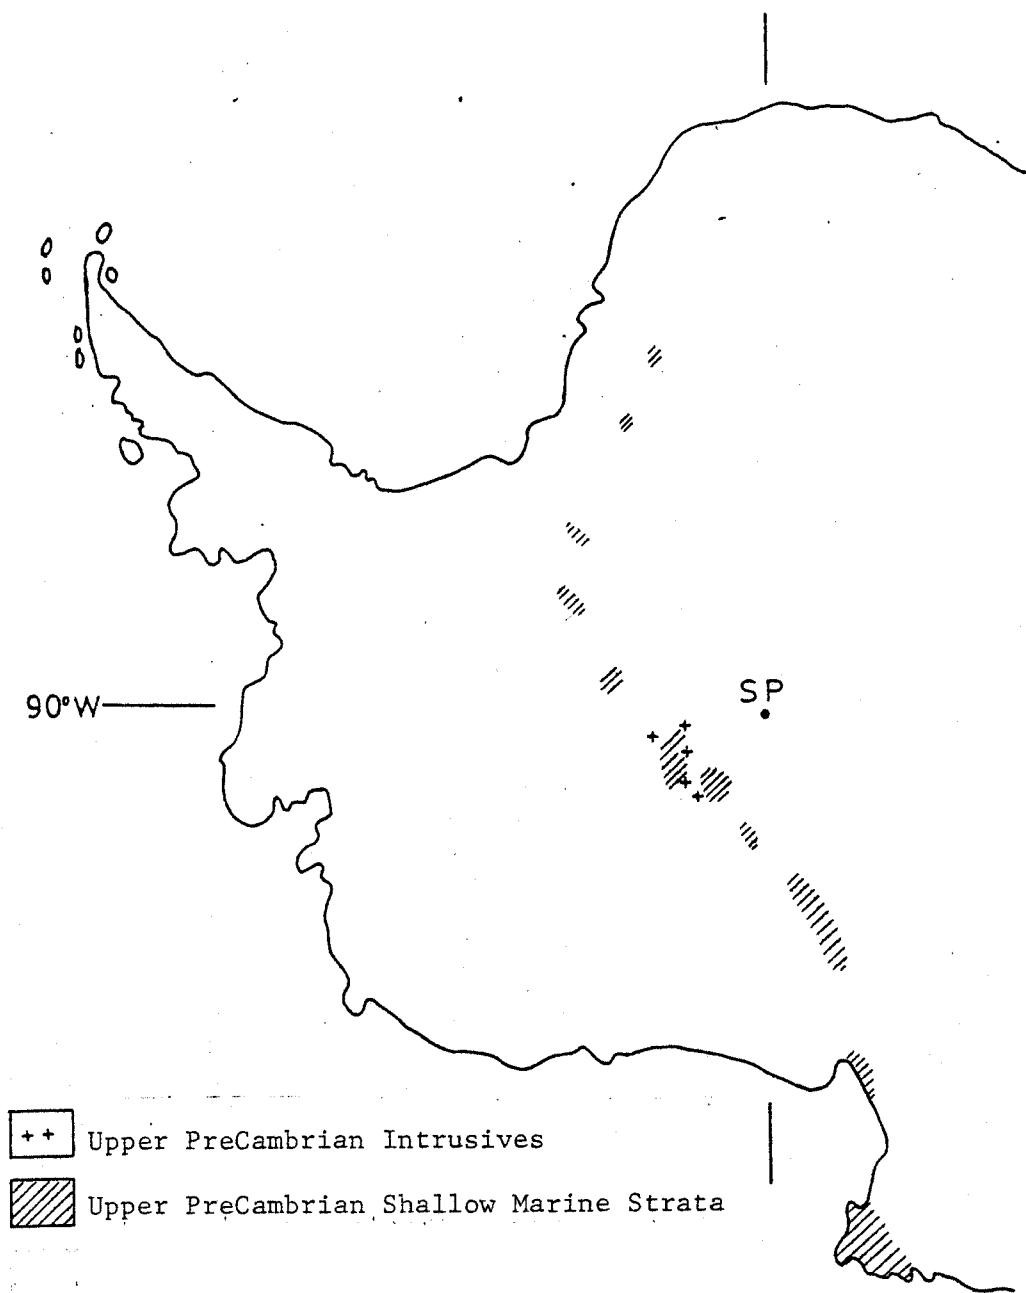 SP
90°W
++ Upper PreCambrian Intrusives
Upper PreCambrian Shallow Marine Strata